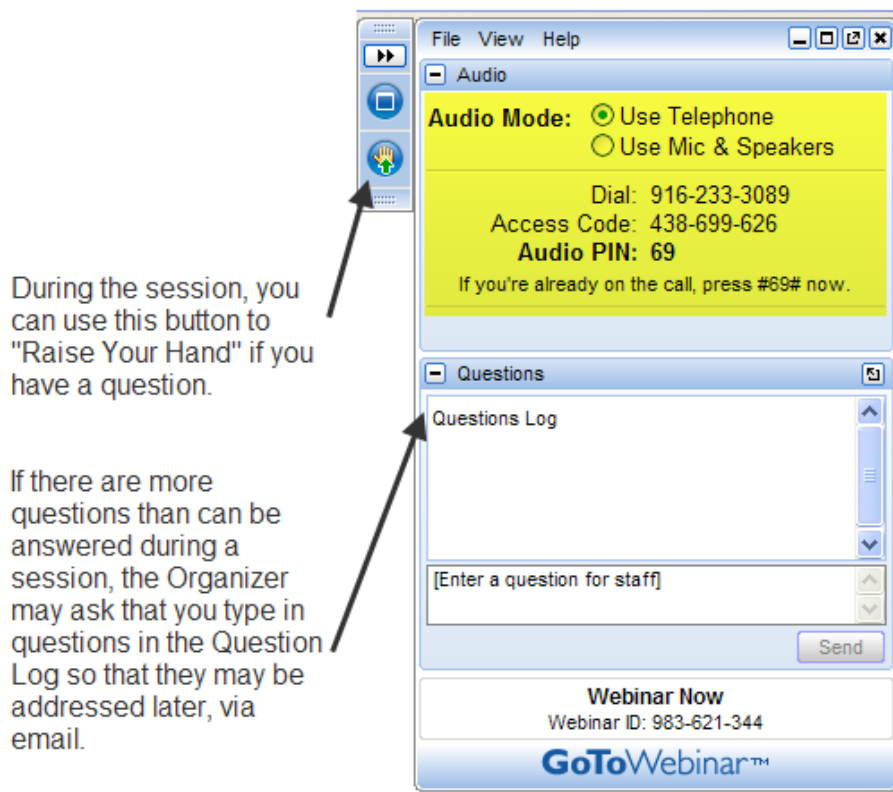 File View Help
Audio
Audio Mode: Use Telephone
Use Mic & Speakers
Dial: 916-233-3089
Access Code: 438-699-626
Audio PIN: 69
If you're already on the call, press #69# now.
During the session, you
can use this button to
"Raise Your Hand" if you
have a question.
Questions
Questions Log
If there are more
questions than can be
answered during a
session, the Organizer
may ask that you type in
questions in the Question
Log so that they may be
addressed later, via
email.
[Enter a question for staff]
Send
Webinar Now
Webinar ID: 983-621-344
GoToWebinar™